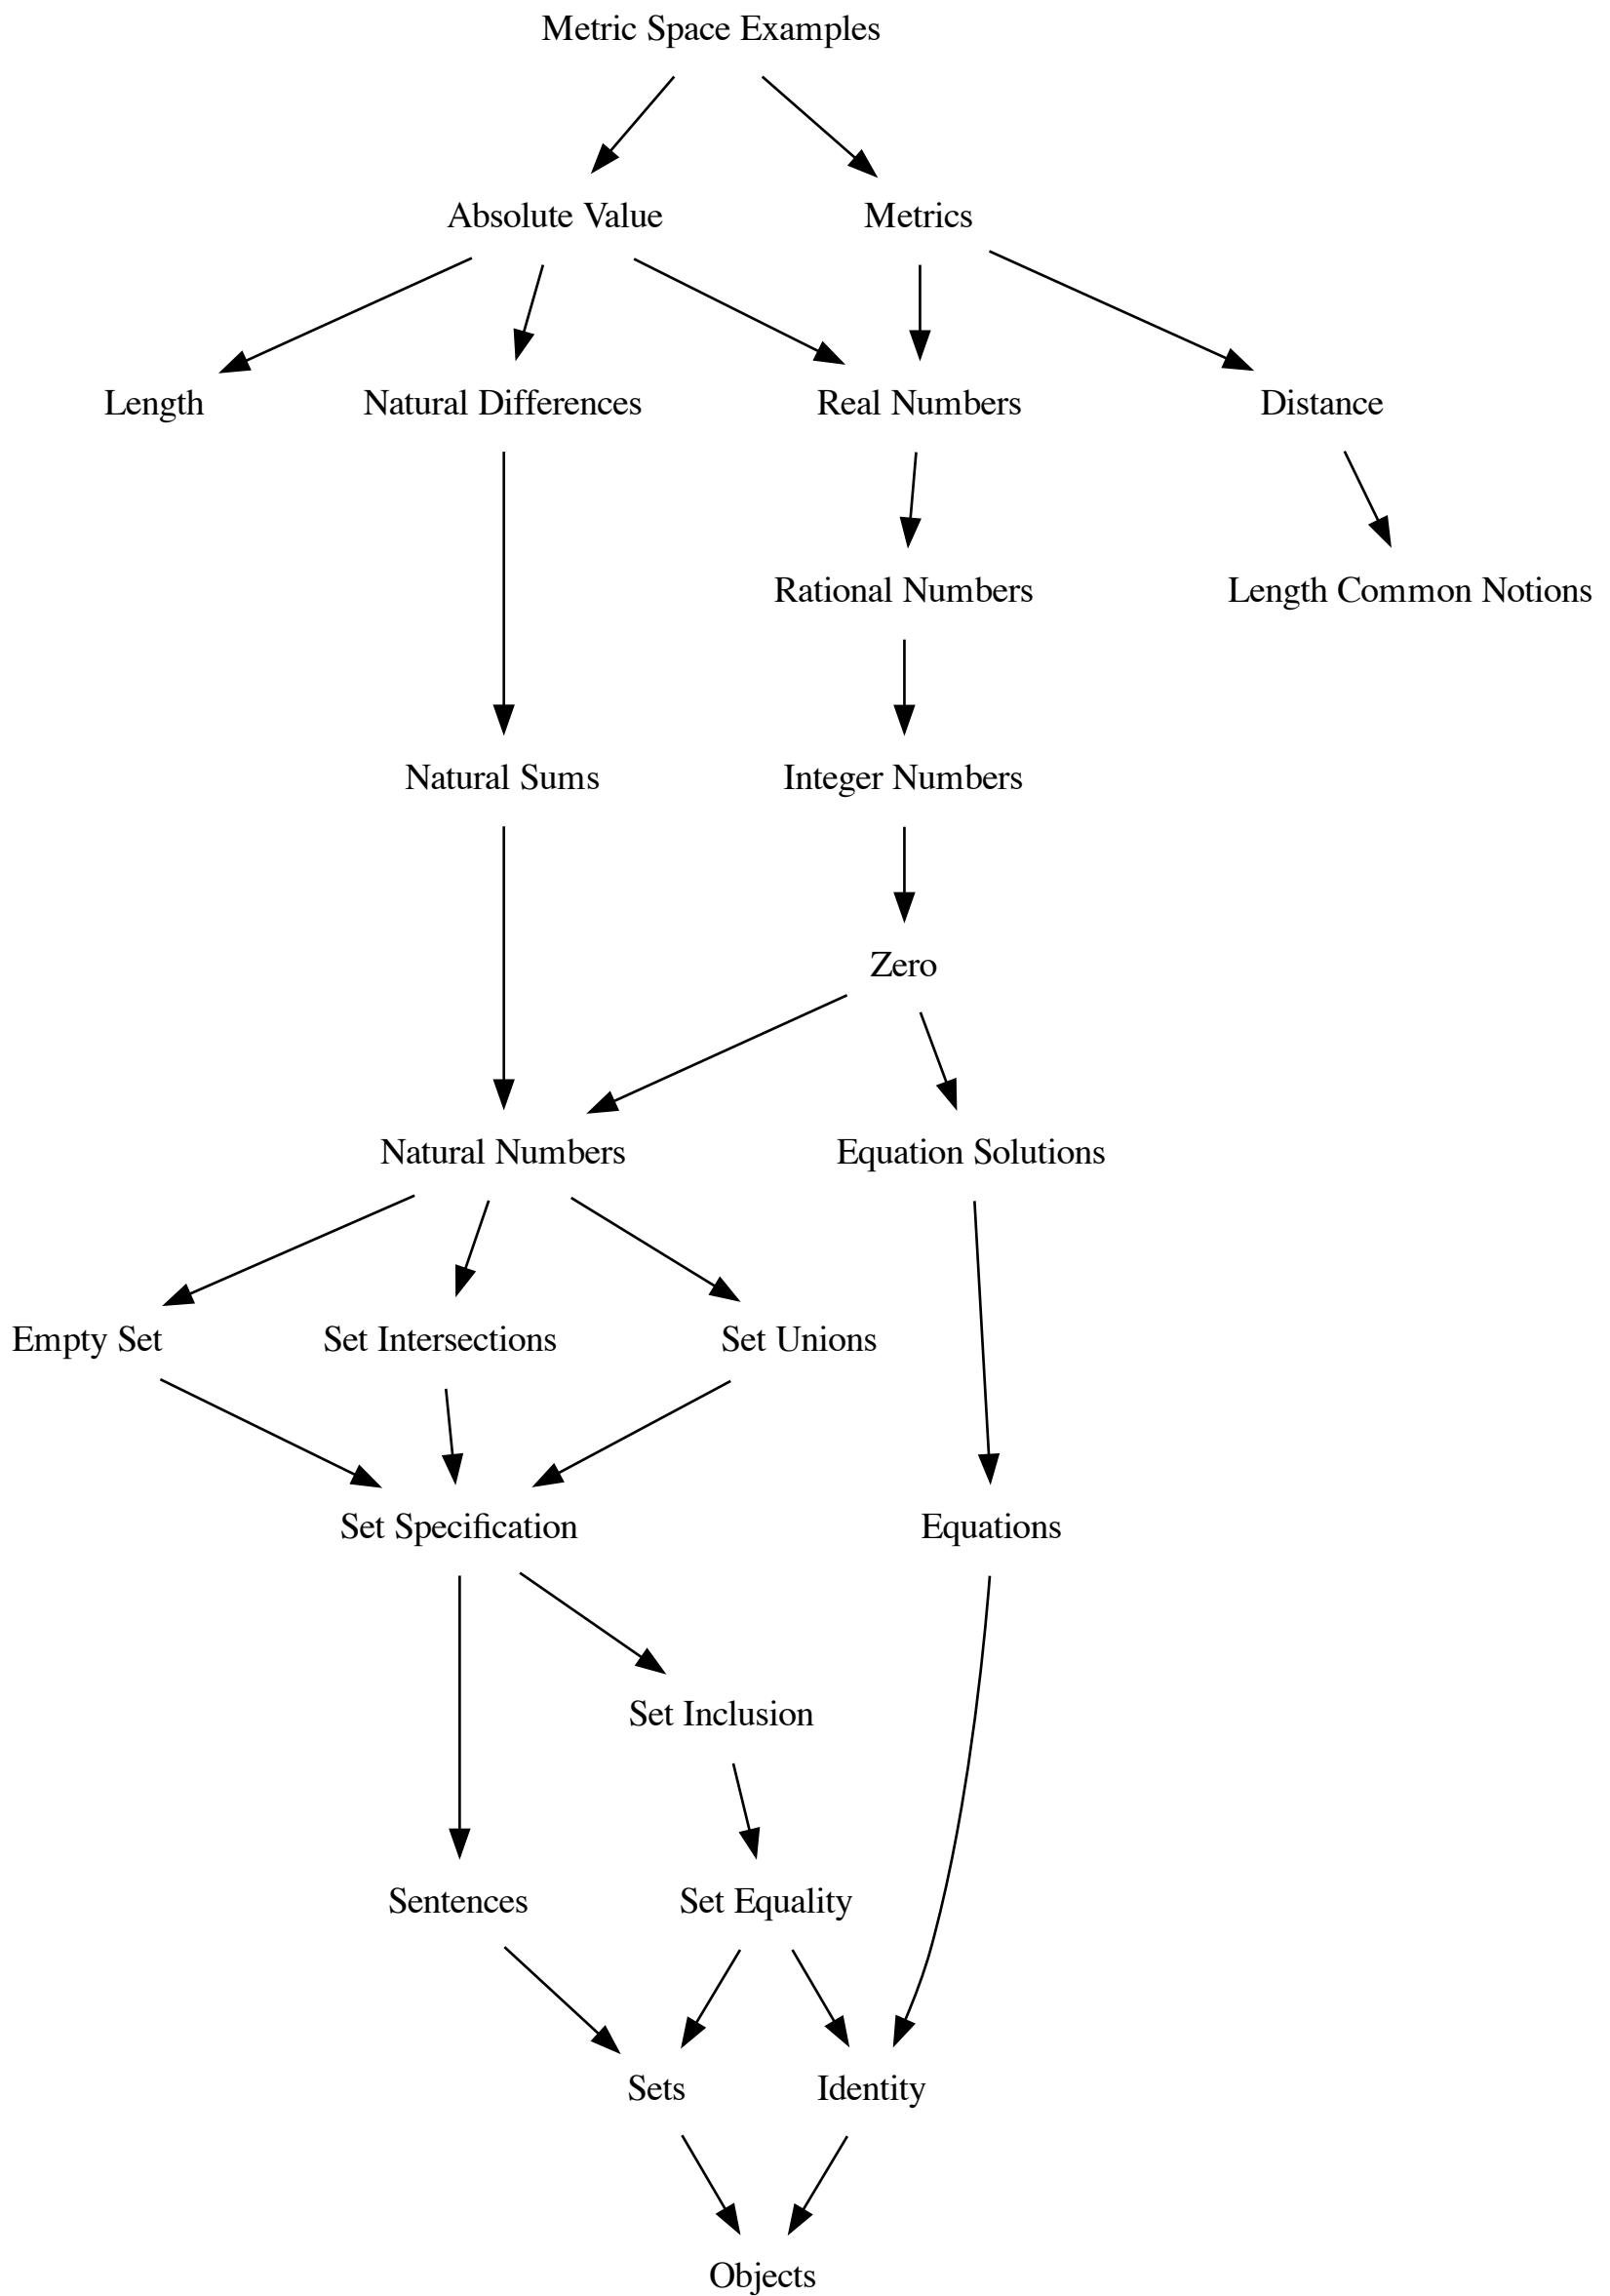 Metric Space Examples
Absolute Value
Metrics
Length
Natural Differences
Real Numbers
Distance
Rational Numbers
Length Common Notions
Natural Sums
Integer Numbers
Zero
Natural Numbers
Equation Solutions
Empty Set
Set Intersections
Set Unions
Set Specification
Equations
Set Inclusion
Sentences
Set Equality
Sets
Identity
Objects